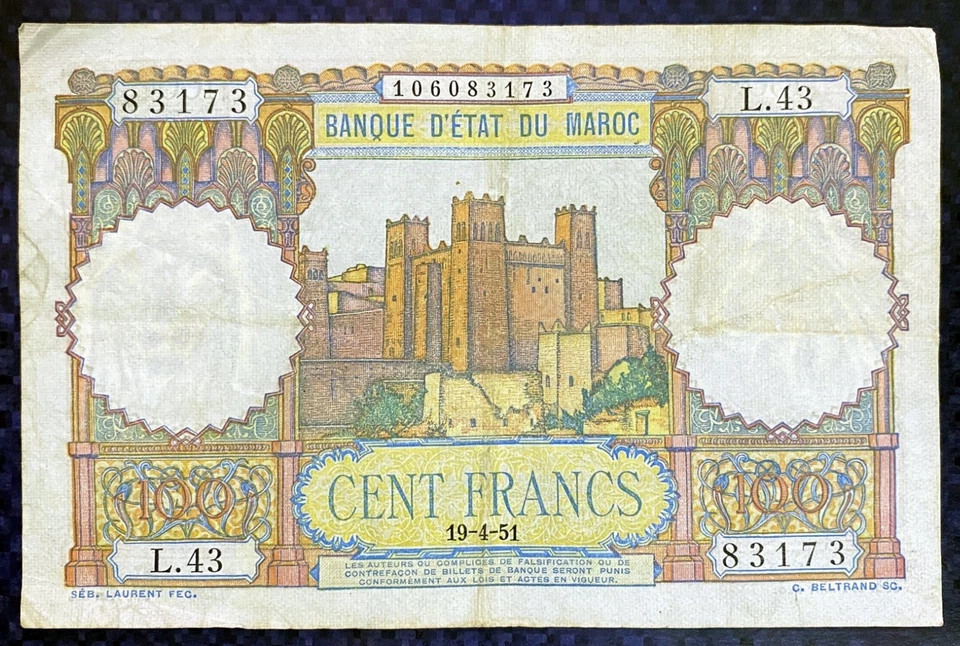 83173
106083173
L.43
BANQUE D'ÉTAT DU MAROC
100
CENT FRANCS
100
19-4-51
L.43
83173
LES AUTEURS OU COMPLICES DE FALSIFICATION OU DE
CONTREFAÇON DE BILLETS DE BANQUE SERONT PUNIS
CONFORMÉMENT AUX LOIS ET ACTES EN VIGUEUR.
SÉB. LAURENT FEC.
C. BELTRAND SC.